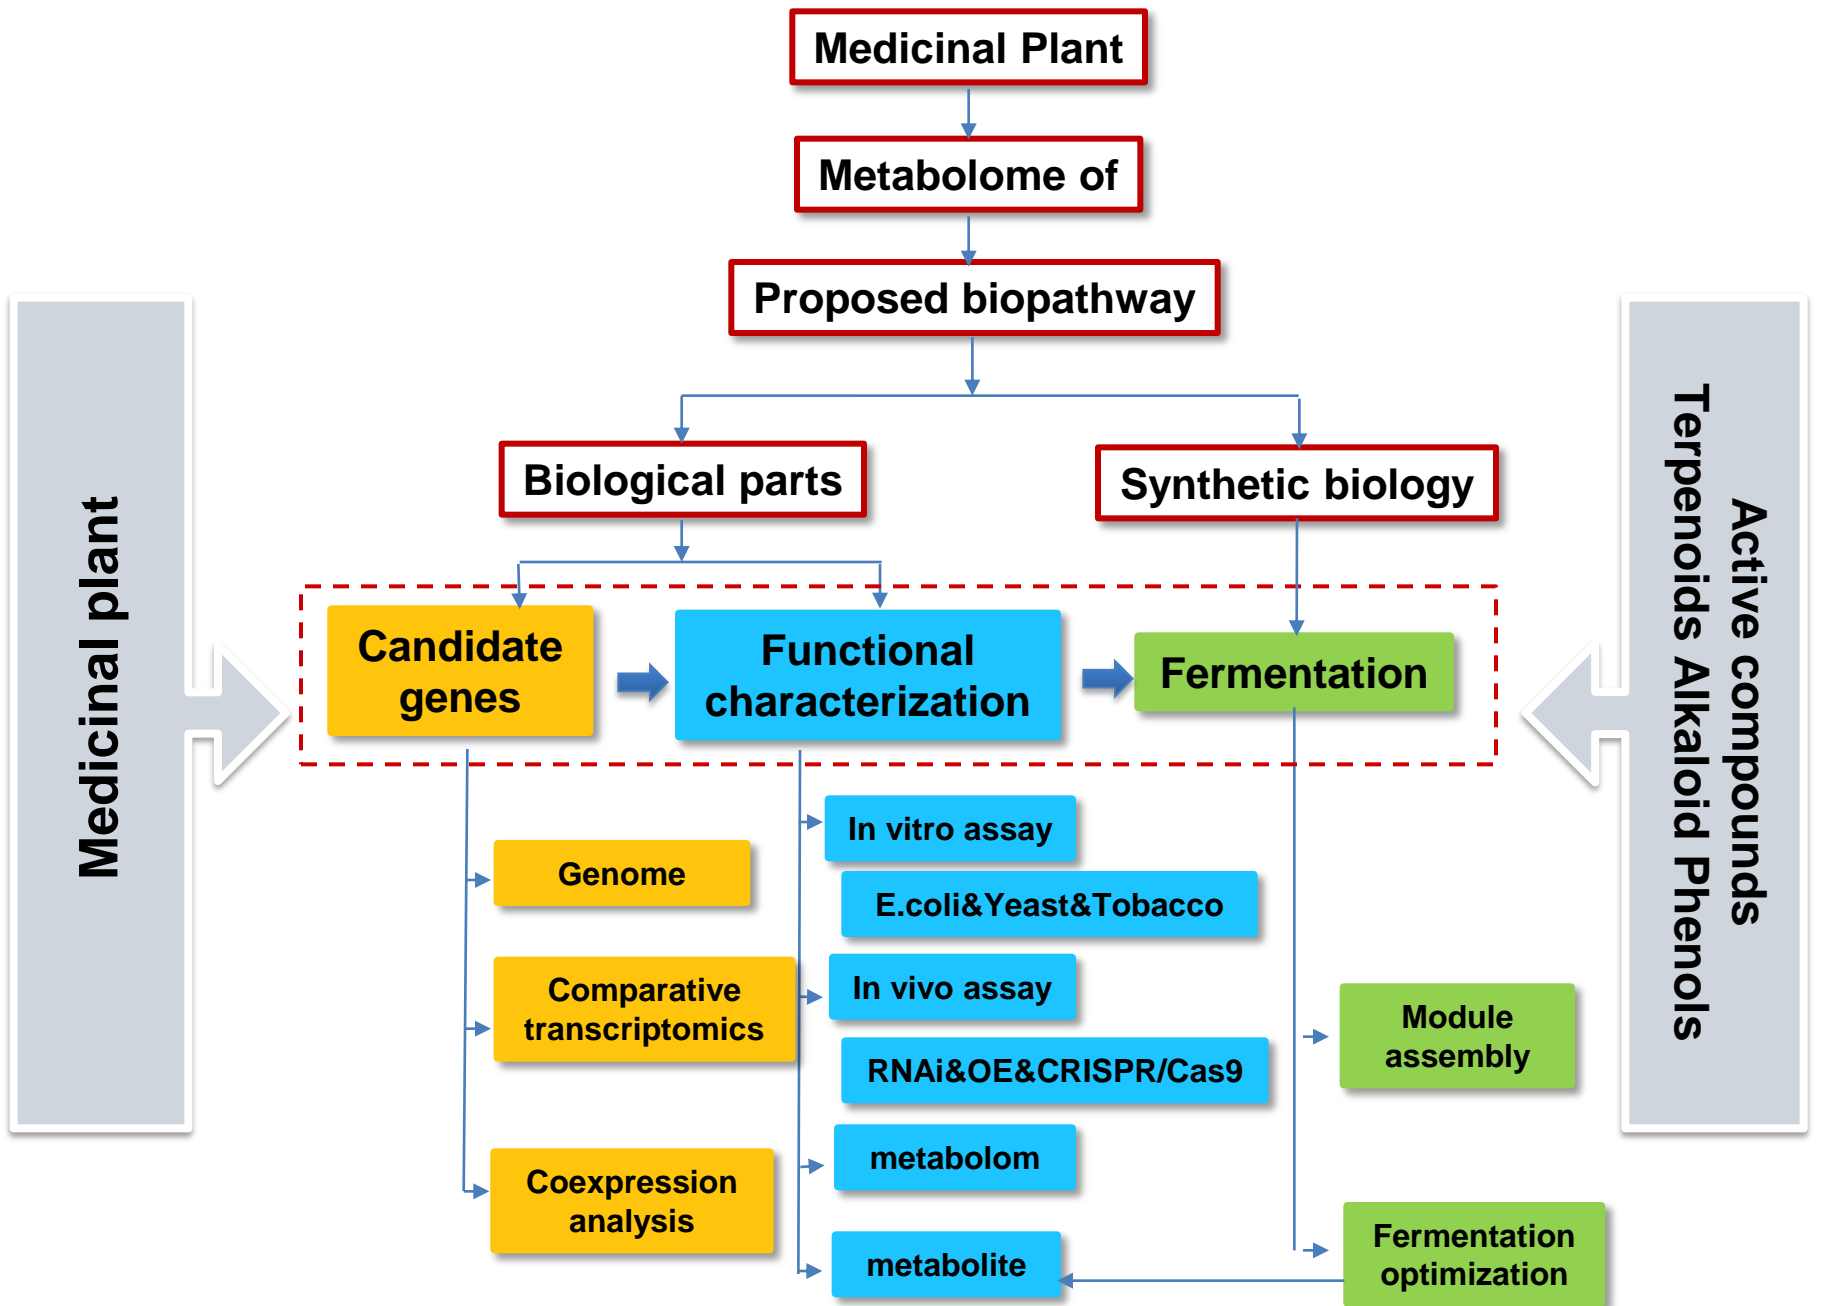 Medicinal Plant
Metabolome of
Proposed biopathway
Biological parts
Synthetic biology
Medicinal plant
Candidate
genes
Functional
characterization
Fermentation
Active compounds
Terpenoids Alkaloid Phenols
Genome
Comparative
transcriptomics
Coexpression
analysis
In vitro assay
E.coli&Yeast&Tobacco
In vivo assay
RNAi&OE&CRISPR/Cas9
metabolom
metabolite
Module
assembly
Fermentation
optimization